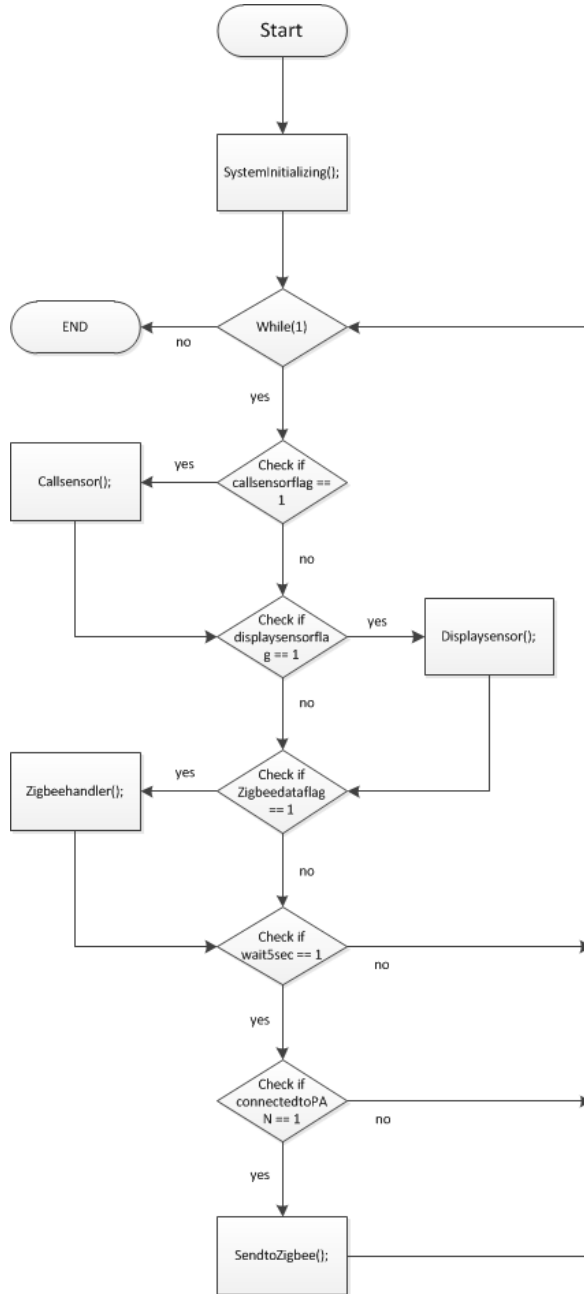 Start
SystemInitializing();
While(1)
END
no
yes
Check if
callsensorflag ==
1
yes
Callsensor();
no
Check if
displaysensorfla
g == 1
yes
Displaysensor();
no
Check if
Zigbeedataflag
== 1
yes
Zigbeehandler();
no
Check if
wait5sec == 1
no
yes
Check if
connectedtoPA
N == 1
no
yes
SendtoZigbee();